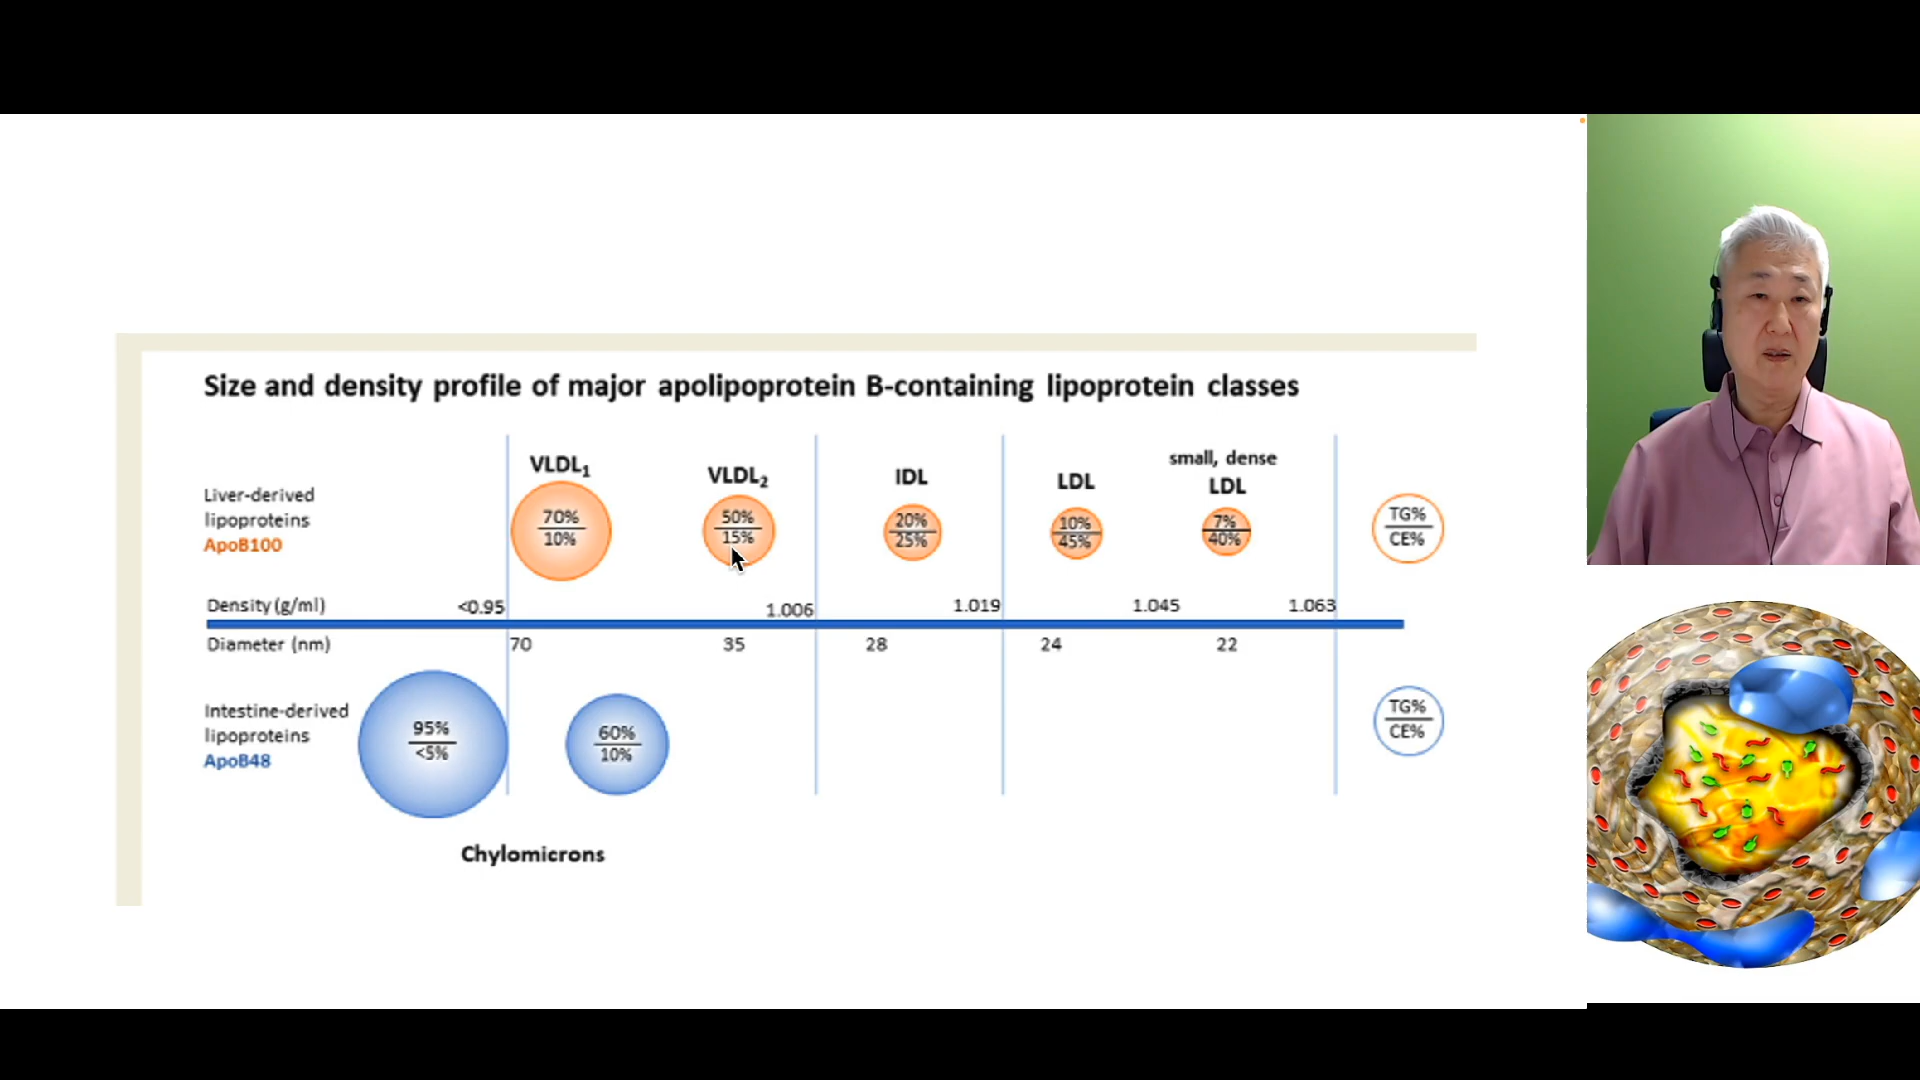 Size and density profile of major apolipoprotein B-containing lipoprotein classes
VLDL1
VLDL2
IDL
LDL
small, dense
LDL
Liver-derived
lipoproteins
ApoB100
70%
10%
50%
15%
20%
25%
10%
45%
7%
40%
TG%
CE%
Density (g/ml) <0.95 1.006 1.019 1.045 1.063
Diameter (nm) 70 35 28 24 22
Intestine-derived
lipoproteins
ApoB48
95%
<5%
60%
10%
TG%
CE%
Chylomicrons